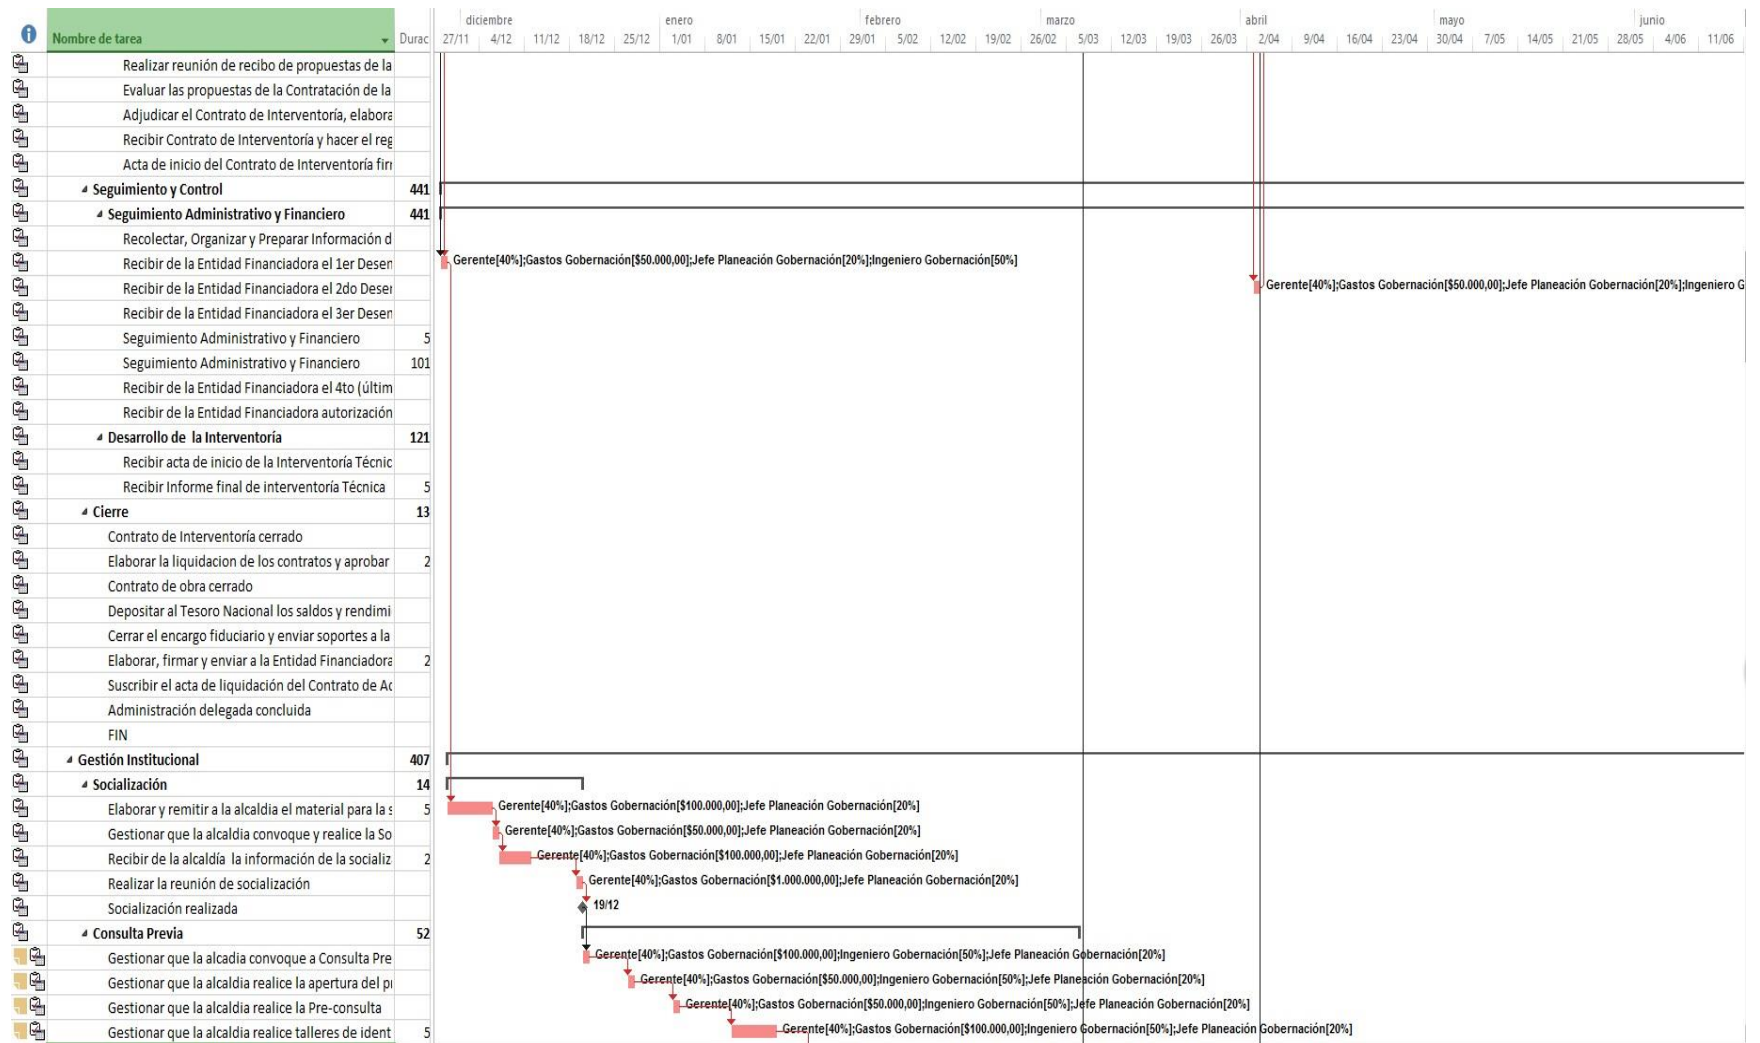 diciembre enero febrero marzo abril mayo junio
Nombre de tarea Durac 27/11 4/12 11/12 18/12 25/12 1/01 8/01 15/01 22/01 29/01 5/02 12/02 19/02 26/02 5/03 12/03 19/03 26/03 2/04 9/04 16/04 23/04 30/04 7/05 14/05 21/05 28/05 4/06 11/06
Realizar reunión de recibo de propuestas de la
Evaluar las propuestas de la Contratación de la
Adjudicar el Contrato de Interventoría, elabora
Recibir Contrato de Interventoría y hacer el reg
Acta de inicio del Contrato de Interventoría firr
Seguimiento y Control 441
Seguimiento Administrativo y Financiero 441
Recolectar, Organizar y Preparar Información d
Recibir de la Entidad Financiadora el 1er Desen Gerente[40%];Gastos Gobernación[$50.000,00];Jefe Planeación Gobernación[20%];Ingeniero Gobernación[50%]
Recibir de la Entidad Financiadora el 2do Deser Gerente[40%];Gastos Gobernación[$50.000,00];Jefe Planeación Gobernación[20%];Ingeniero G
Recibir de la Entidad Financiadora el 3er Desen
Seguimiento Administrativo y Financiero 5
Seguimiento Administrativo y Financiero 101
Recibir de la Entidad Financiadora el 4to (últim
Recibir de la Entidad Financiadora autorización
Desarrollo de la Interventoría 121
Recibir acta de inicio de la Interventoría Técnic
Recibir Informe final de interventoría Técnica 5
Cierre 13
Contrato de Interventoría cerrado
Elaborar la liquidacion de los contratos y aprobar 2
Contrato de obra cerrado
Depositar al Tesoro Nacional los saldos y rendimi
Cerrar el encargo fiduciario y enviar soportes a la
Elaborar, firmar y enviar a la Entidad Financiadora 2
Suscribir el acta de liquidación del Contrato de Ac
Administración delegada concluida
FIN
Gestión Institucional 407
Socialización 14
Elaborar y remitir a la alcaldia el material para la s 5 Gerente[40%];Gastos Gobernación[$100.000,00];Jefe Planeación Gobernación[20%]
Gestionar que la alcaldia convoque y realice la So Gerente[40%];Gastos Gobernación[$50.000,00];Jefe Planeación Gobernación[20%]
Recibir de la alcaldía la información de la socializ 2 Gerente[40%];Gastos Gobernación[$100.000,00];Jefe Planeación Gobernación[20%]
Realizar la reunión de socialización Gerente[40%];Gastos Gobernación[$1.000.000,00];Jefe Planeación Gobernación[20%]
Socialización realizada 19/12
Consulta Previa 52
Gestionar que la alcadia convoque a Consulta Pre Gerente[40%];Gastos Gobernación[$100.000,00];Ingeniero Gobernación[50%];Jefe Planeación Gobernación[20%]
Gestionar que la alcaldia realice la apertura del pi Gerente[40%];Gastos Gobernación[$50.000,00];Ingeniero Gobernación[50%];Jefe Planeación Gobernación[20%]
Gestionar que la alcaldia realice la Pre-consulta Gerente[40%];Gastos Gobernación[$50.000,00];Ingeniero Gobernación[50%];Jefe Planeación Gobernación[20%]
Gestionar que la alcaldia realice talleres de ident 5 Gerente[40%];Gastos Gobernación[$100.000,00];Ingeniero Gobernación[50%];Jefe Planeación Gobernación[20%]